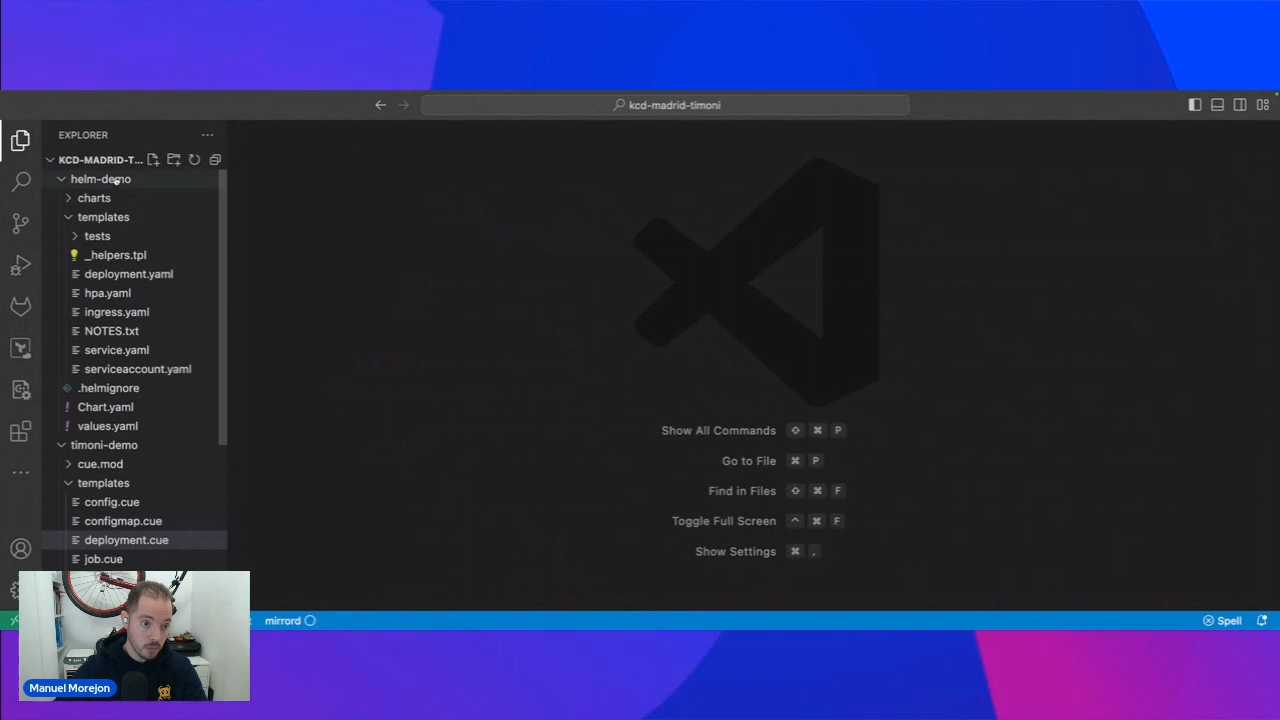 kcd-madrid-timoni
EXPLORER
KCD-MADRID-T...
helm-demo
charts
templates
tests
_helpers.tpl
deployment.yaml
hpa.yaml
ingress.yaml
NOTES.txt
service.yaml
serviceaccount.yaml
.helmignore
! Chart.yaml
! values.yaml
timoni-demo
cue.mod
templates
config.cue
configmap.cue
deployment.cue
job.cue
Show All Commands ⇧ ⌘ P
Go to File ⌘ P
Find in Files ⇧ ⌘ F
Toggle Full Screen ^ ⌘ F
Show Settings ⌘ ,
mirrord
Spell
Manuel Morejon